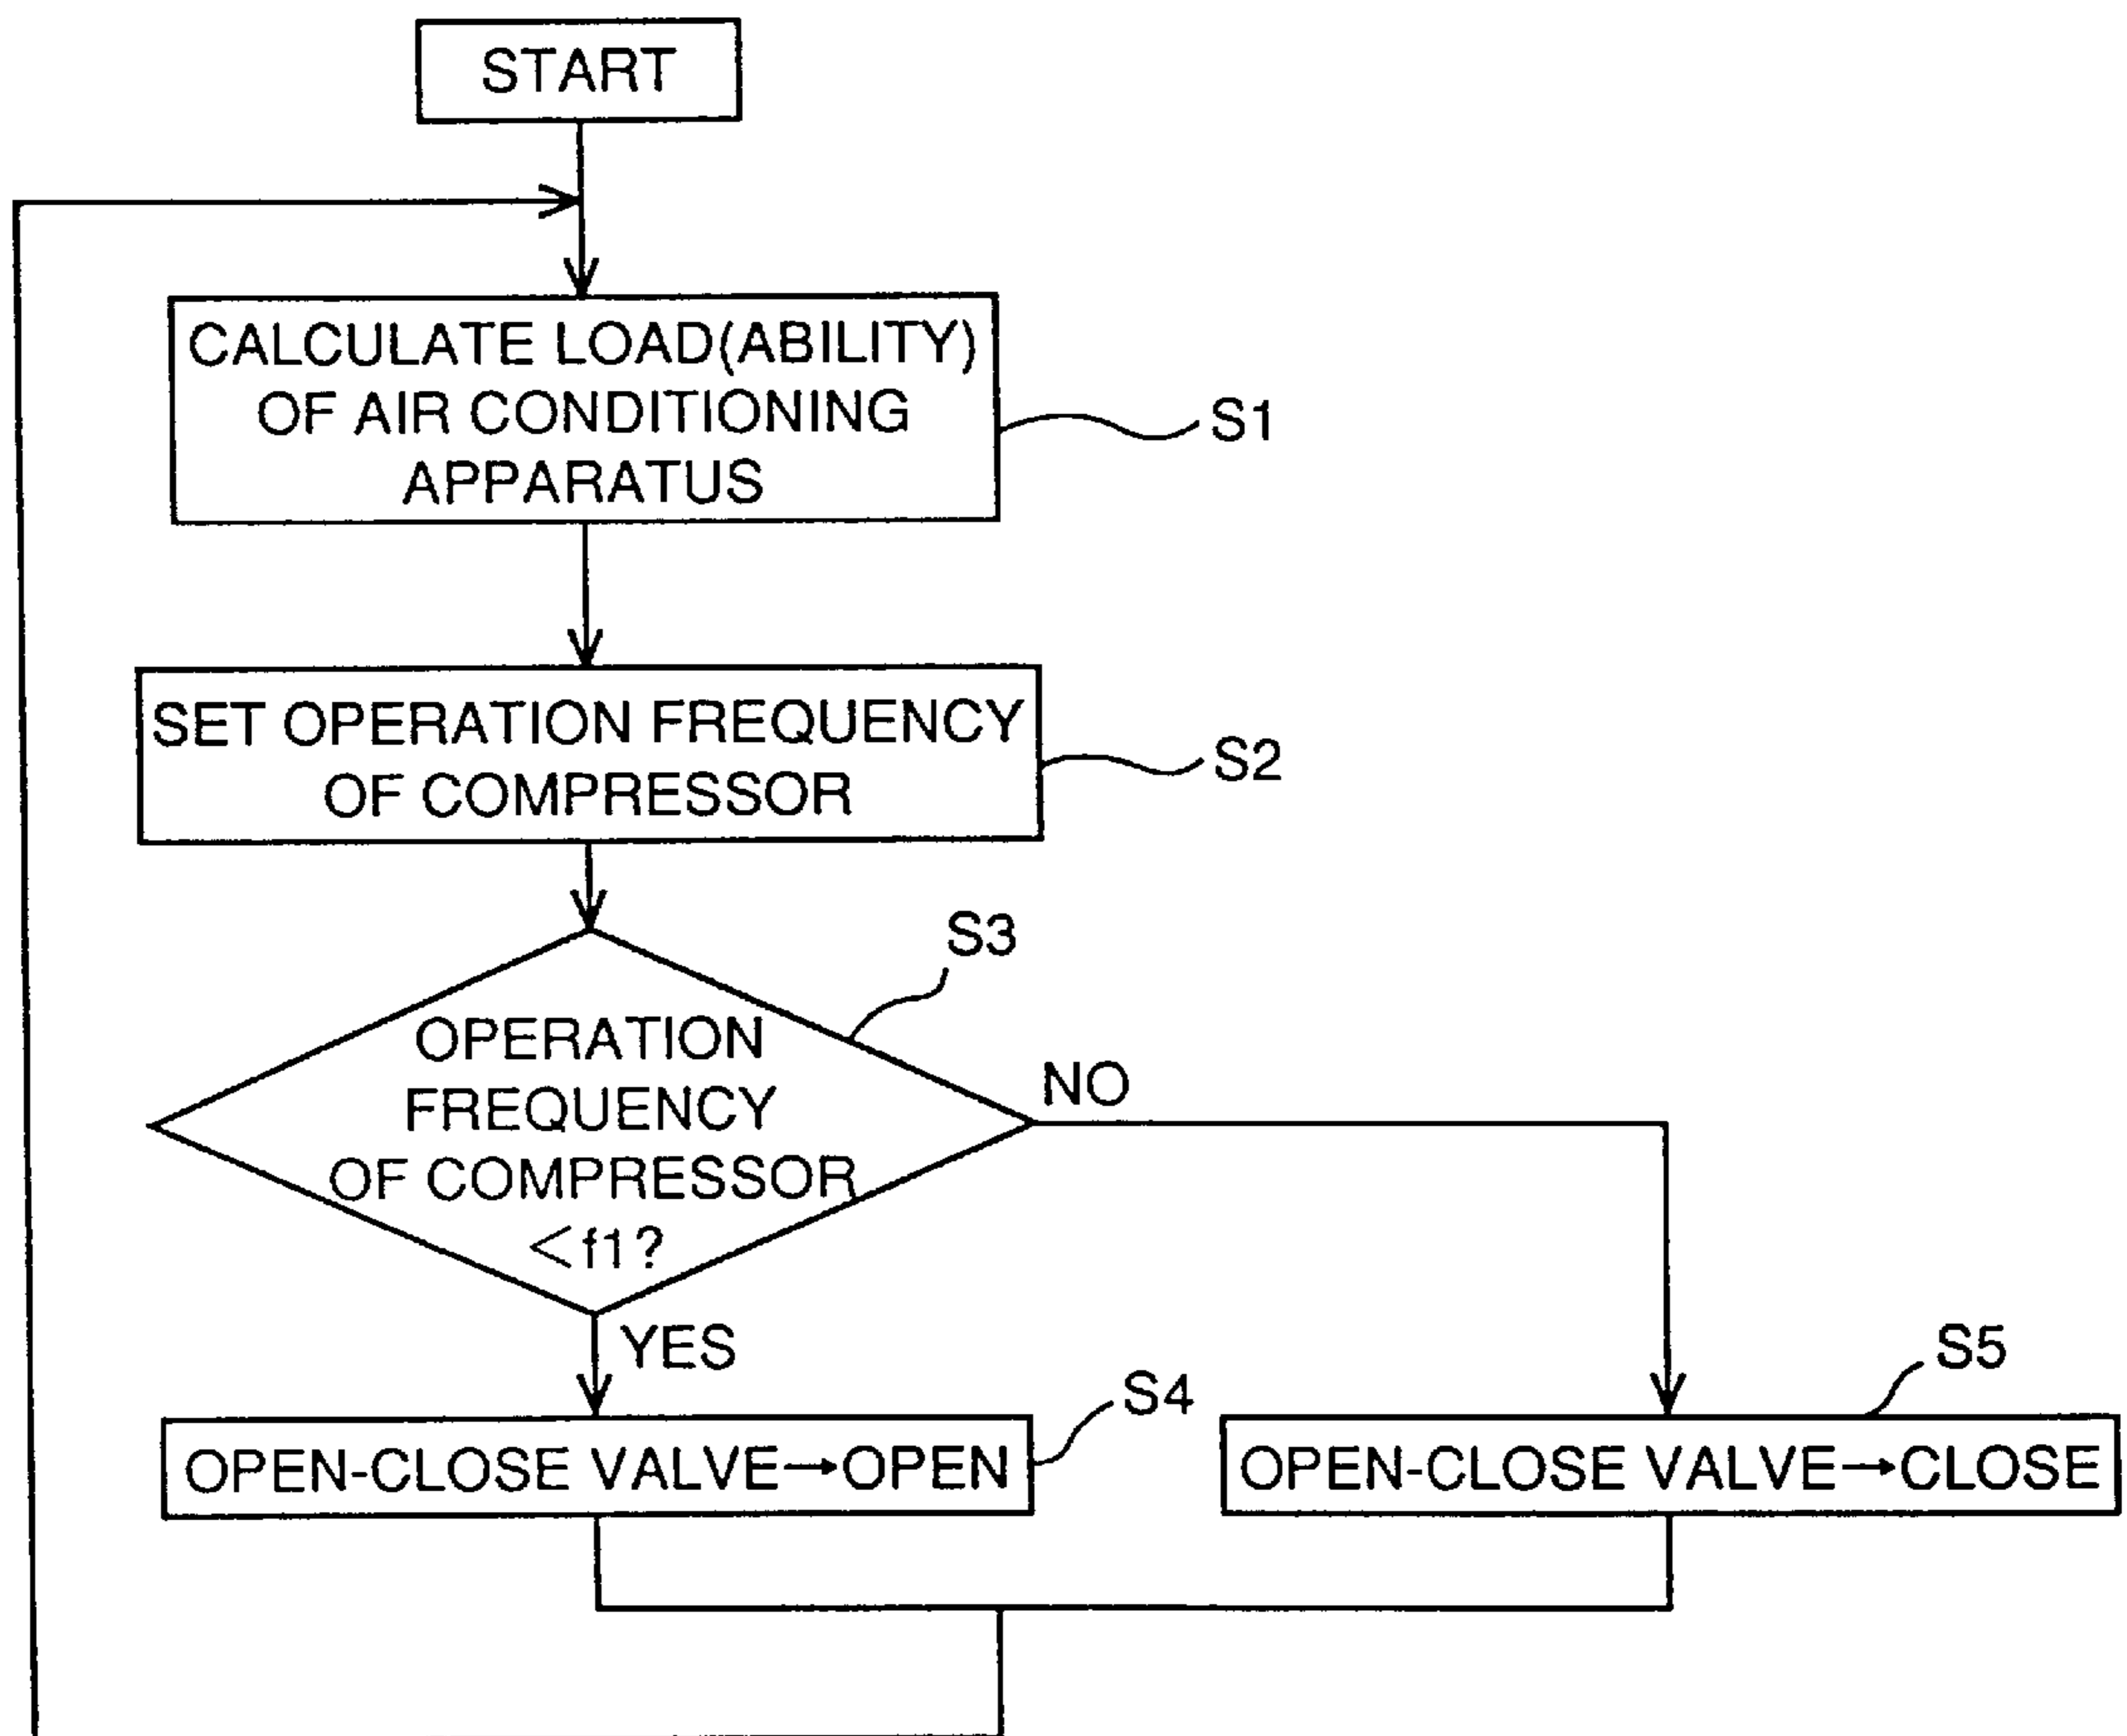 START
CALCULATE LOAD(ABILITY)
OF AIR CONDITIONING
APPARATUS
S1
SET OPERATION FREQUENCY
OF COMPRESSOR
S2
S3
OPERATION
FREQUENCY
OF COMPRESSOR
<f1?
NO
YES
S4
OPEN-CLOSE VALVE→OPEN
S5
OPEN-CLOSE VALVE→CLOSE